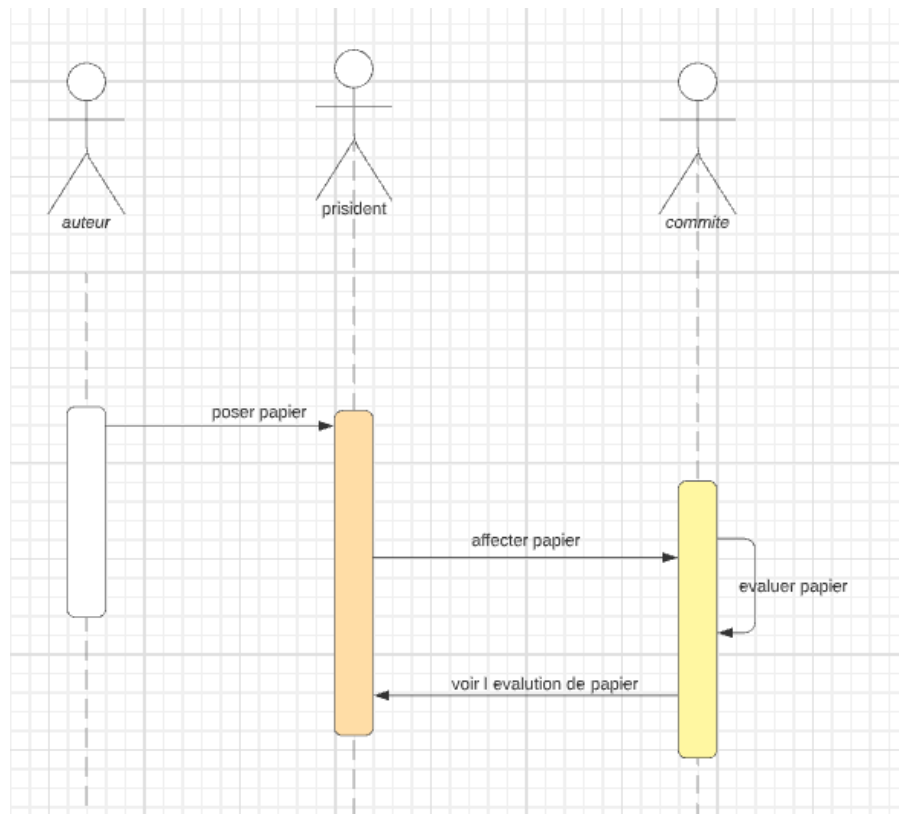 auteur
prisident
commite
poser papier
affecter papier
evaluer papier
voir l evalution de papier